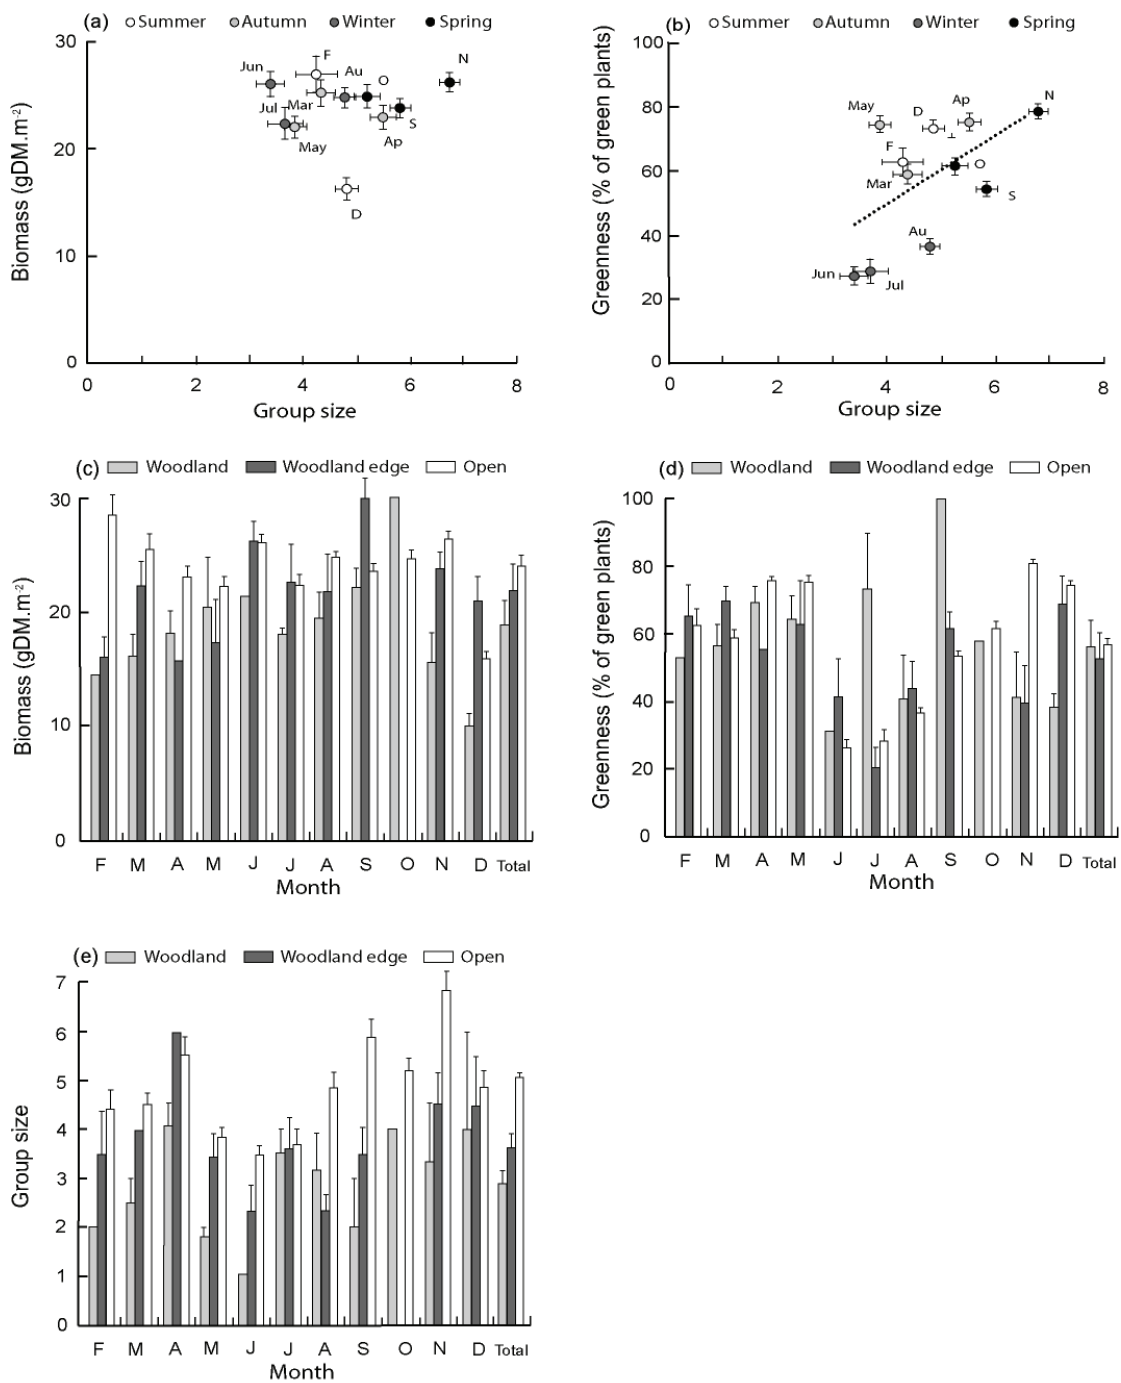 (a) Summer Autumn Winter Spring
30
20
10
0
Biomass (gDM.m-2)
Jun
F
Au
O
N
Jul
Mar
May
Ap
S
D
0 2 4 6 8
Group size
(b) Summer Autumn Winter Spring
100
80
60
40
20
0
Greenness (% of green plants)
May
D
Ap
N
F
Mar
O
S
Au
Jun
Jul
0 2 4 6 8
Group size
(c) Woodland Woodland edge Open
30
20
10
0
Biomass (gDM.m-2)
F M A M J J A S O N D Total
Month
(d) Woodland Woodland edge Open
100
80
60
40
20
0
Greenness (% of green plants)
F M A M J J A S O N D Total
Month
(e) Woodland Woodland edge Open
7
6
5
4
3
2
1
0
Group size
F M A M J J A S O N D Total
Month